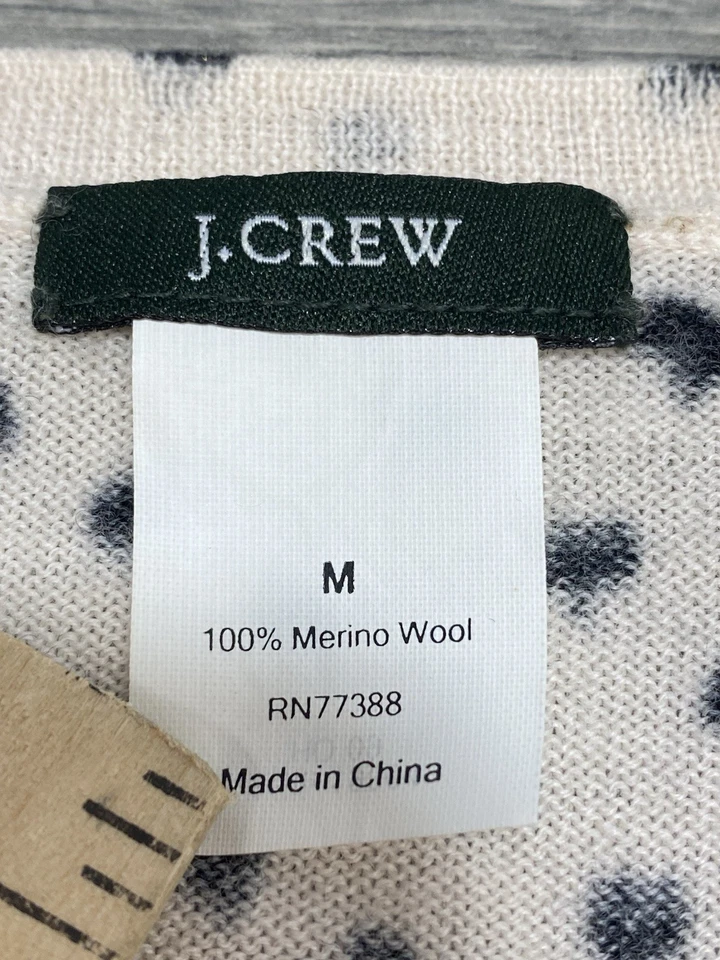 J.CREW
M
100% Merino Wool
RN77388
Made in China